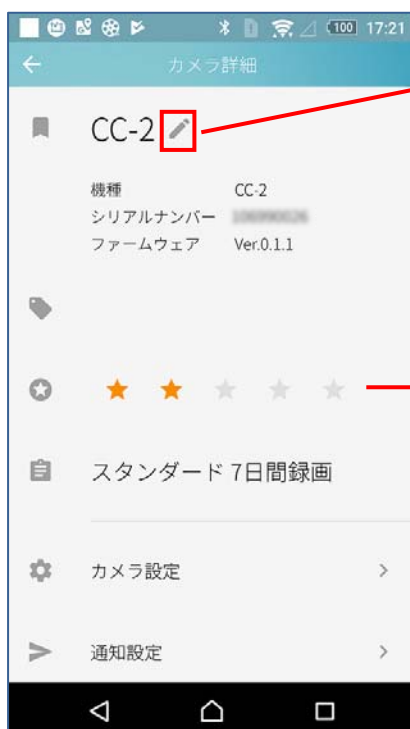 100 17:21
カメラ詳細
CC-2
機種 CC-2
シリアルナンバー
ファームウェア Ver.0.1.1
スタンダード 7日間録画
カメラ設定
通知設定